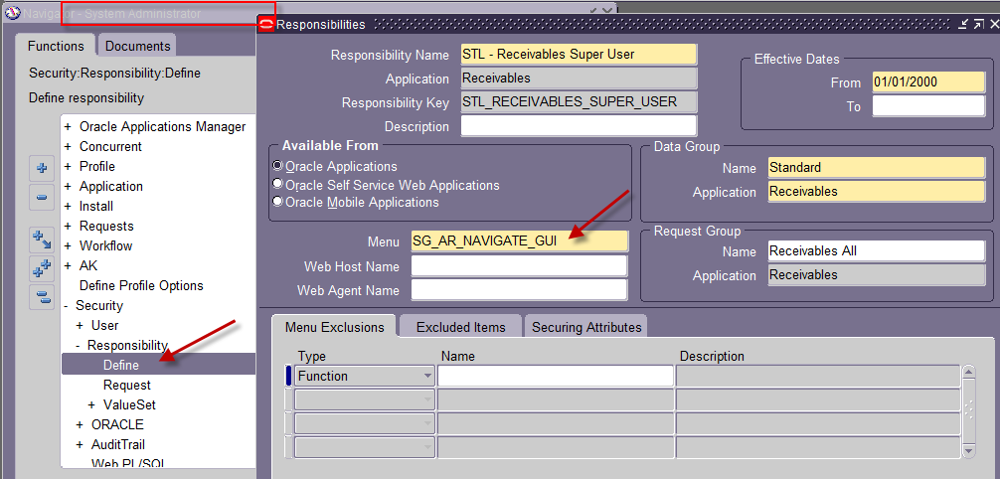 Navigator - System Administrator
Functions
Documents
Security:Responsibility:Define
Define responsibility
+ Oracle Applications Manager
+ Concurrent
+ Profile
+ Application
+ Install
+ Requests
+ Workflow
+ AK
Define Profile Options
- Security
+ User
- Responsibility
Define
Request
+ ValueSet
+ ORACLE
+ AuditTrail
Web PL/SQL
Responsibilities
Responsibility Name STL - Receivables Super User
Application Receivables
Responsibility Key STL_RECEIVABLES_SUPER_USER
Description
Effective Dates
From 01/01/2000
To
Available From
Oracle Applications
Oracle Self Service Web Applications
Oracle Mobile Applications
Data Group
Name Standard
Application Receivables
Menu SG_AR_NAVIGATE_GUI
Web Host Name
Web Agent Name
Request Group
Name Receivables All
Application Receivables
Menu Exclusions
Excluded Items
Securing Attributes
Type Name Description
Function